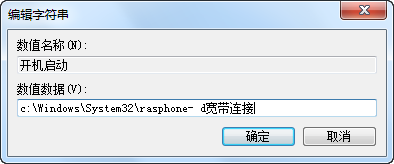 编辑字符串
数值名称(N):
开机启动
数值数据(V):
c:\Windows\System32\rasphone- d宽带连接
确定
取消